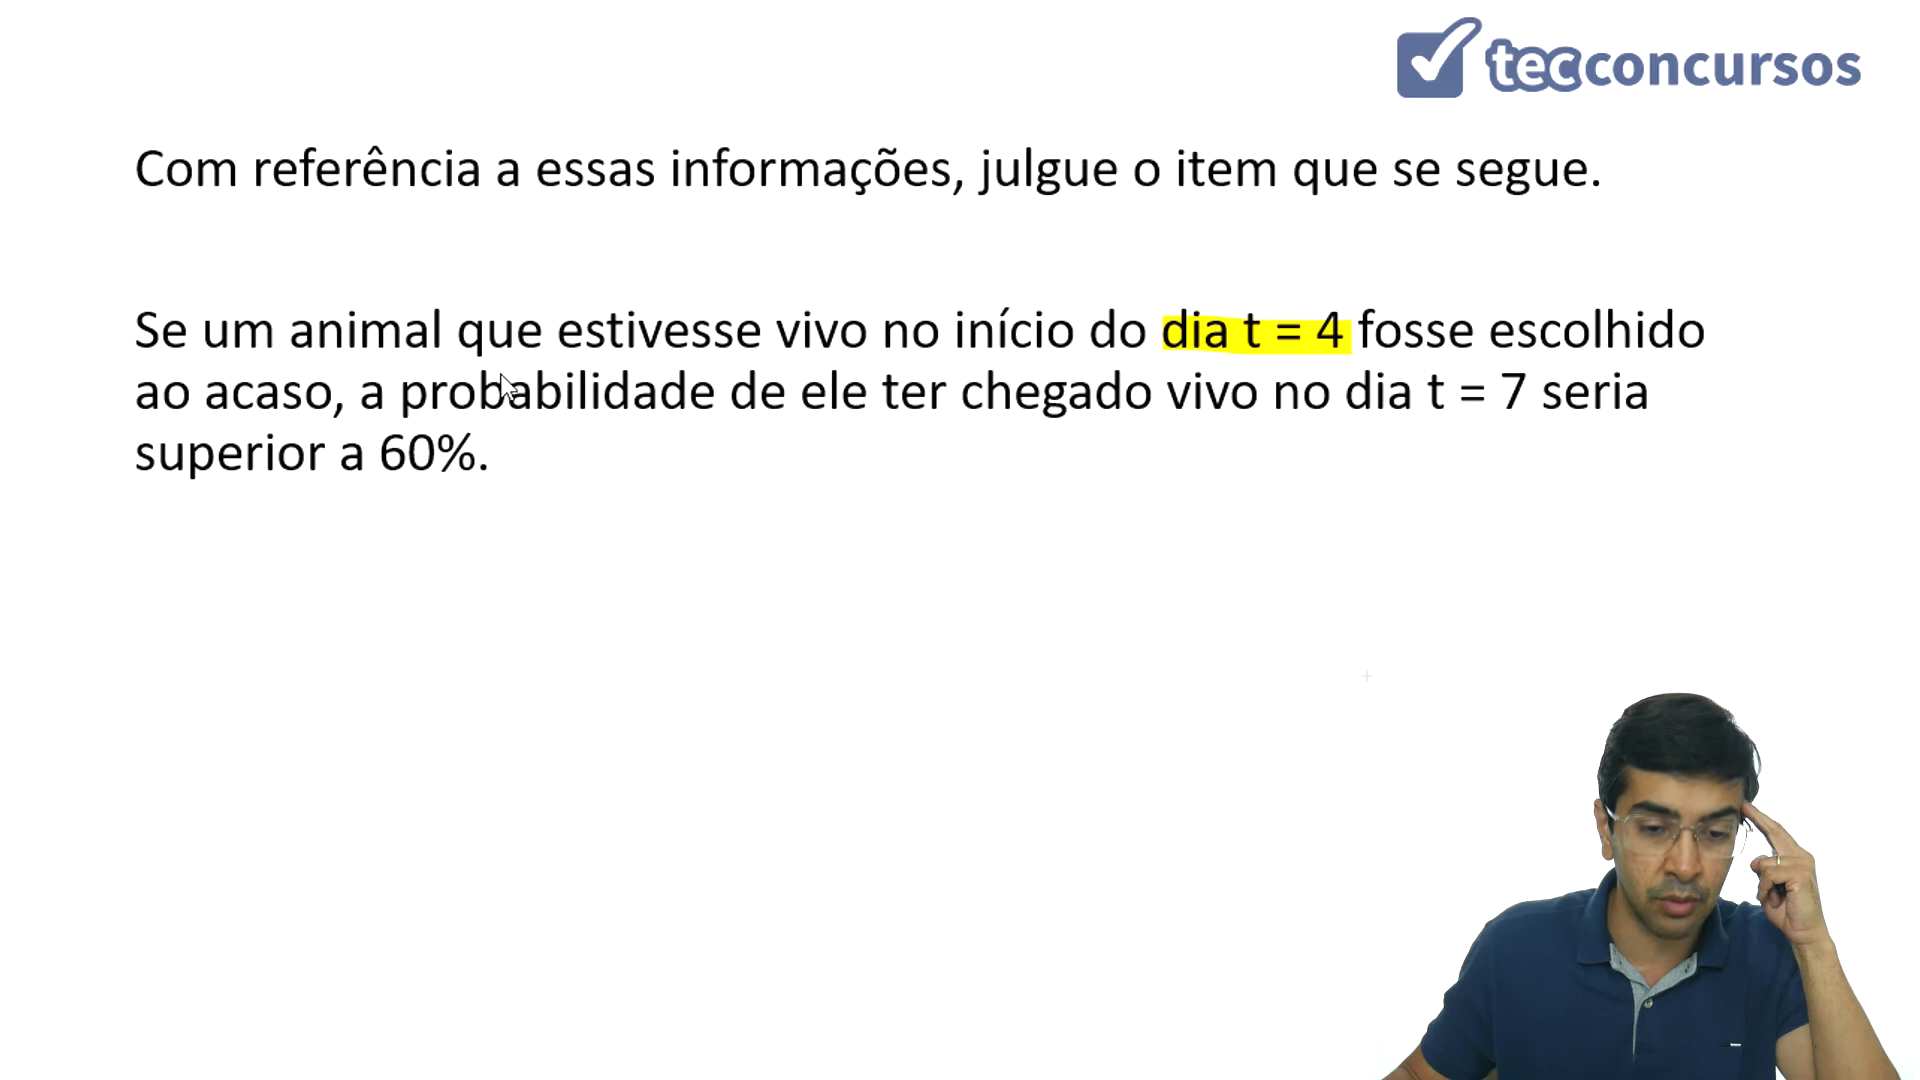 tecconcursos
Com referência a essas informações, julgue o item que se segue.
Se um animal que estivesse vivo no início do dia t = 4 fosse escolhido
ao acaso, a probabilidade de ele ter chegado vivo no dia t = 7 seria
superior a 60%.